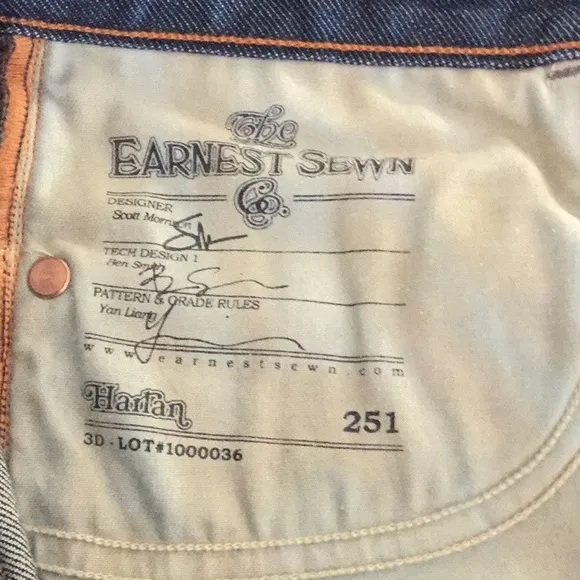 The
EARNEST SEWN
Co.
DESIGNER
Scott Morrison
TECH DESIGN 1
Ben Smith
PATTERN & GRADE RULES
Yan Liang
www.earnestsewn.com
Harlan 251
3D - LOT#1000036